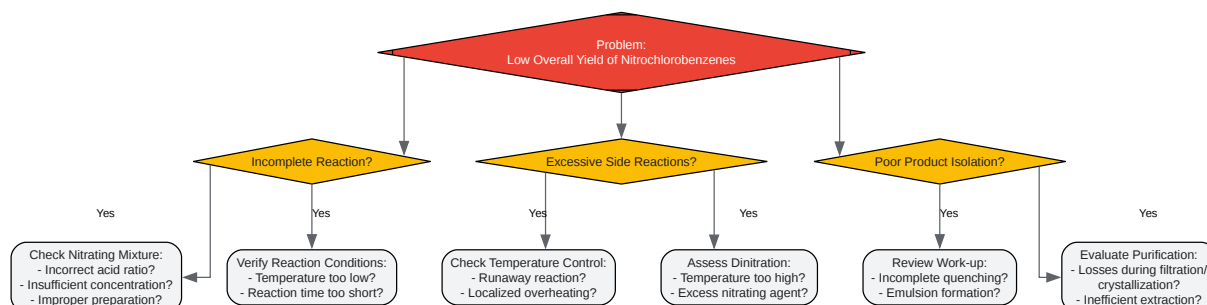 Problem:
Low Overall Yield of Nitrochlorobenzenes
Incomplete Reaction?
Excessive Side Reactions?
Poor Product Isolation?
Yes
Yes
Yes
Yes
Yes
Yes
Check Nitrating Mixture:
- Incorrect acid ratio?
- Insufficient concentration?
- Improper preparation?
Verify Reaction Conditions:
- Temperature too low?
- Reaction time too short?
Check Temperature Control:
- Runaway reaction?
- Localized overheating?
Assess Dinitration:
- Temperature too high?
- Excess nitrating agent?
Review Work-up:
- Incomplete quenching?
- Emulsion formation?
Evaluate Purification:
- Losses during filtration/
crystallization?
- Inefficient extraction?